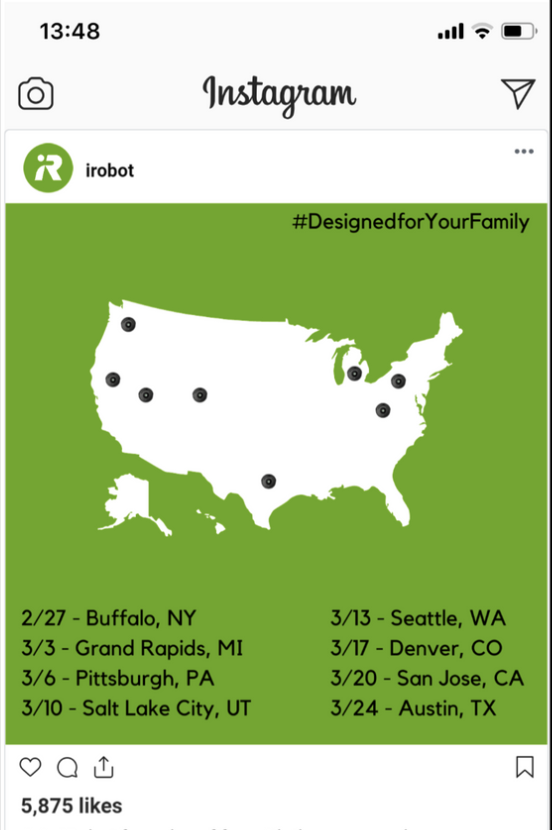 13:48
Instagram
irobot
#DesignedforYourFamily
2/27 - Buffalo, NY
3/3 - Grand Rapids, MI
3/6 - Pittsburgh, PA
3/10 - Salt Lake City, UT
3/13 - Seattle, WA
3/17 - Denver, CO
3/20 - San Jose, CA
3/24 - Austin, TX
5,875 likes